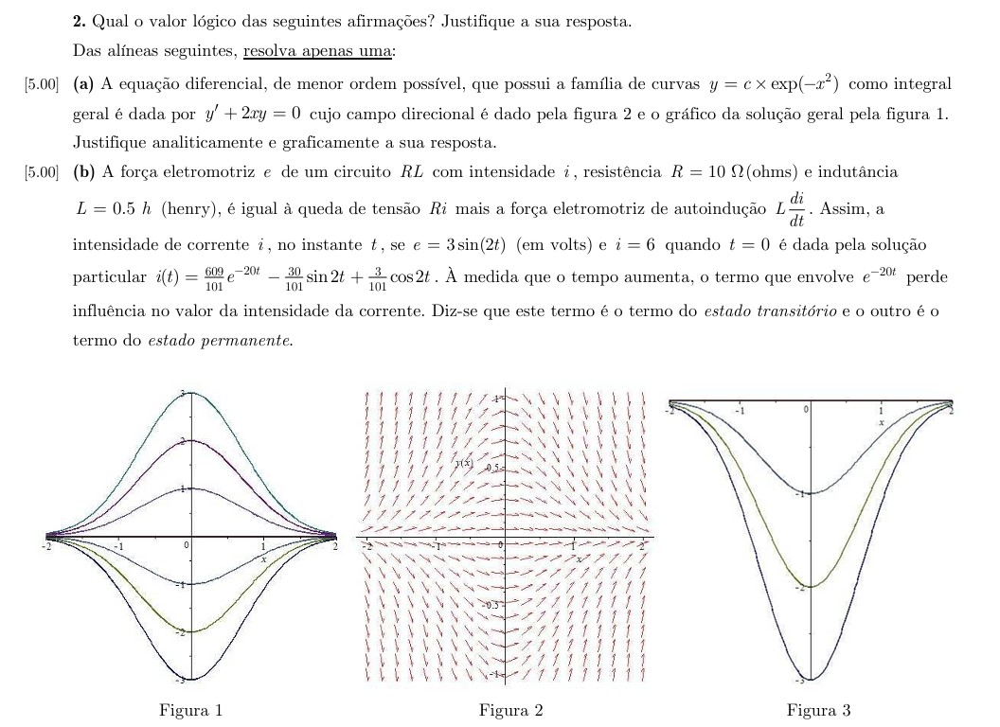 2. Qual o valor lógico das seguintes afirmações? Justifique a sua resposta.
Das alíneas seguintes, resolva apenas uma:
[5.00] (a) A equação diferencial, de menor ordem possível, que possui a família de curvas y = c × exp(−x²) como integral
geral é dada por y′ + 2xy = 0 cujo campo direcional é dado pela figura 2 e o gráfico da solução geral pela figura 1.
Justifique analiticamente e graficamente a sua resposta.
[5.00] (b) A força eletromotriz e de um circuito RL com intensidade i, resistência R = 10 Ω(ohms) e indutância
L = 0.5 h (henry), é igual à queda de tensão Ri mais a força eletromotriz de autoindução L di/dt. Assim, a
intensidade de corrente i, no instante t, se e = 3 sin(2t) (em volts) e i = 6 quando t = 0 é dada pela solução
particular i(t) = 609/101 e^{−20t} − 30/101 sin 2t + 3/101 cos 2t. À medida que o tempo aumenta, o termo que envolve e^{−20t} perde
influência no valor da intensidade da corrente. Diz-se que este termo é o termo do estado transitório e o outro é o
termo do estado permanente.
3
2
1
-2 -1 0 1 2
x
-1
-2
-3
1
y(x) 0.5
-2 -1 0 1 2
x
-0.5
-1
-2 -1 0 1 2
x
-1
-2
-3
Figura 1 Figura 2 Figura 3